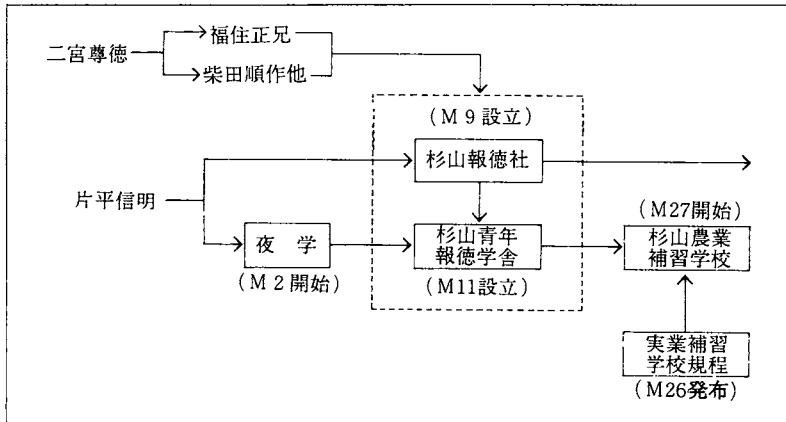 二宮尊徳
福住正兄
柴田順作他
(M9設立)
杉山報徳社
片平信明
夜学
(M2開始)
杉山青年
報徳学舎
(M11設立)
(M27開始)
杉山農業
補習学校
実業補習
学校規程
(M26発布)